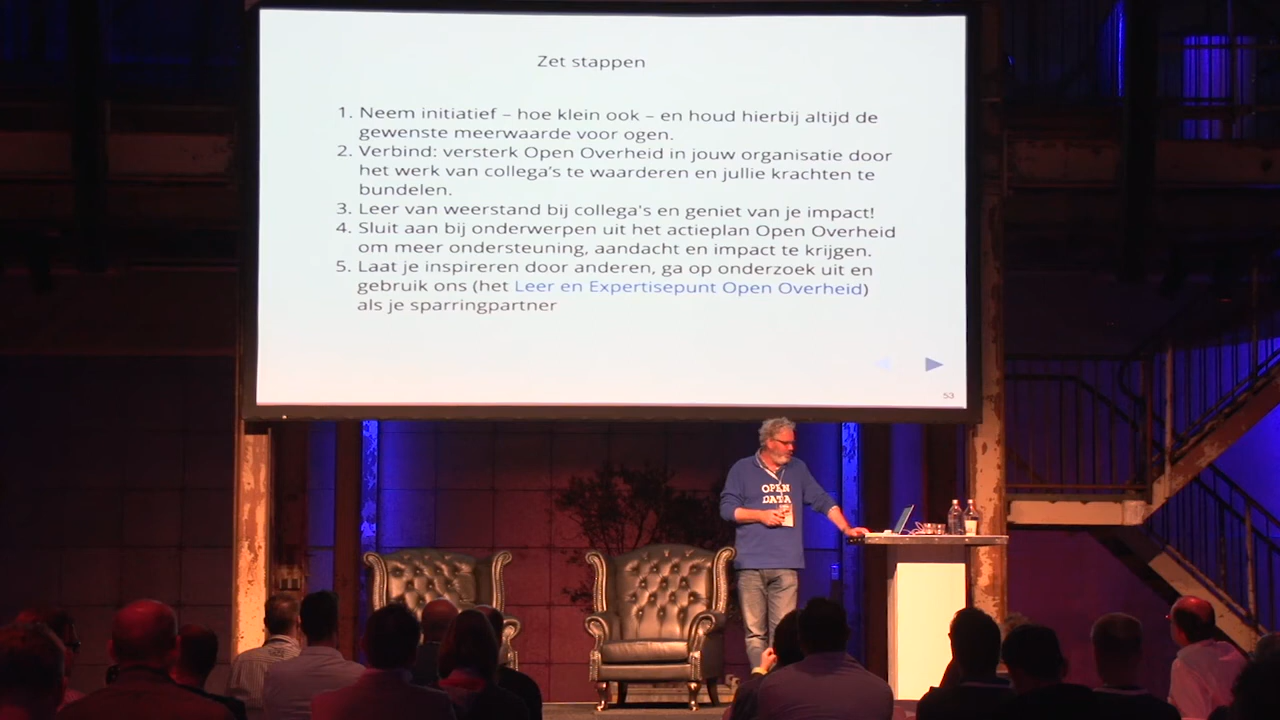 Zet stappen
1. Neem initiatief – hoe klein ook – en houd hierbij altijd de
gewenste meerwaarde voor ogen.
2. Verbind: versterk Open Overheid in jouw organisatie door
het werk van collega’s te waarderen en jullie krachten te
bundelen.
3. Leer van weerstand bij collega's en geniet van je impact!
4. Sluit aan bij onderwerpen uit het actieplan Open Overheid
om meer ondersteuning, aandacht en impact te krijgen.
5. Laat je inspireren door anderen, ga op onderzoek uit en
gebruik ons (het Leer en Expertisepunt Open Overheid)
als je sparringpartner
53
OPEN
DATA